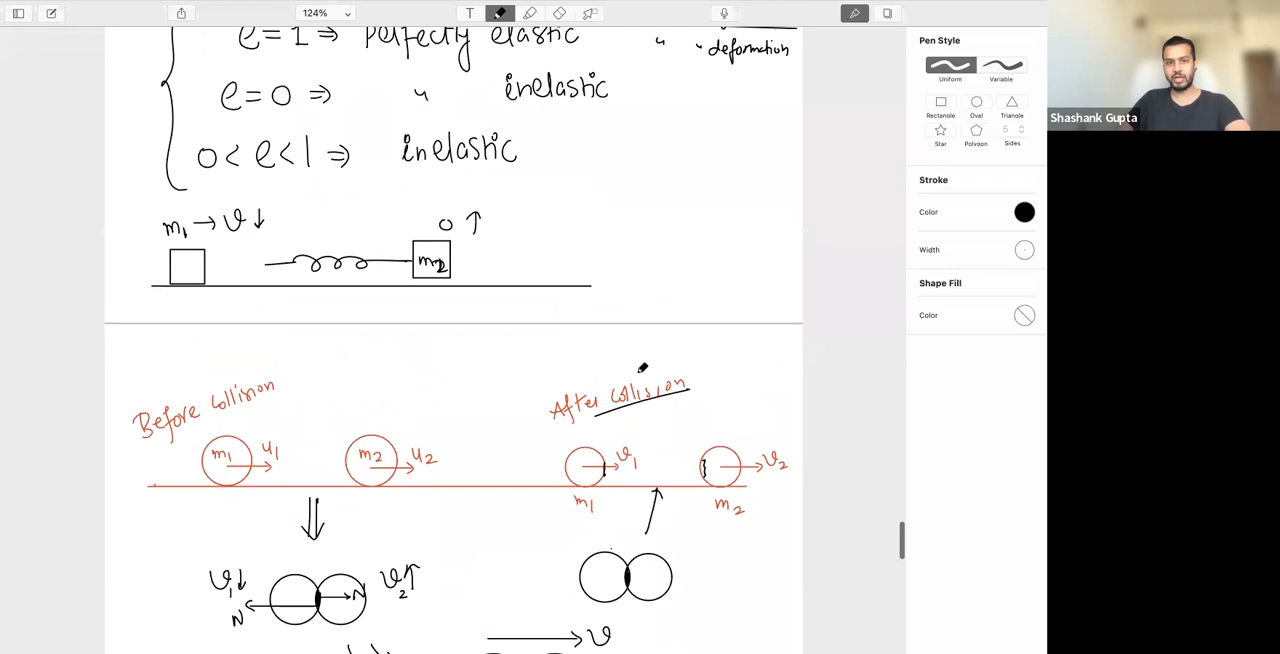 124%
T
e = 1 ⇒ perfectly elastic
" " deformation
e = 0 ⇒ " inelastic
0 < e < 1 ⇒ inelastic
m₁ → v ↓
0 ↑
m₂
Before collision
After collision
m₁ u₁
m₂ u₂
v₁
v₂
m₁
m₂
v₁↓
N
N
v₂↑
v
Pen Style
Uniform
Variable
Rectangle
Oval
Triangle
Star
Polygon
5
Sides
Stroke
Color
Width
Shape Fill
Color
Shashank Gupta